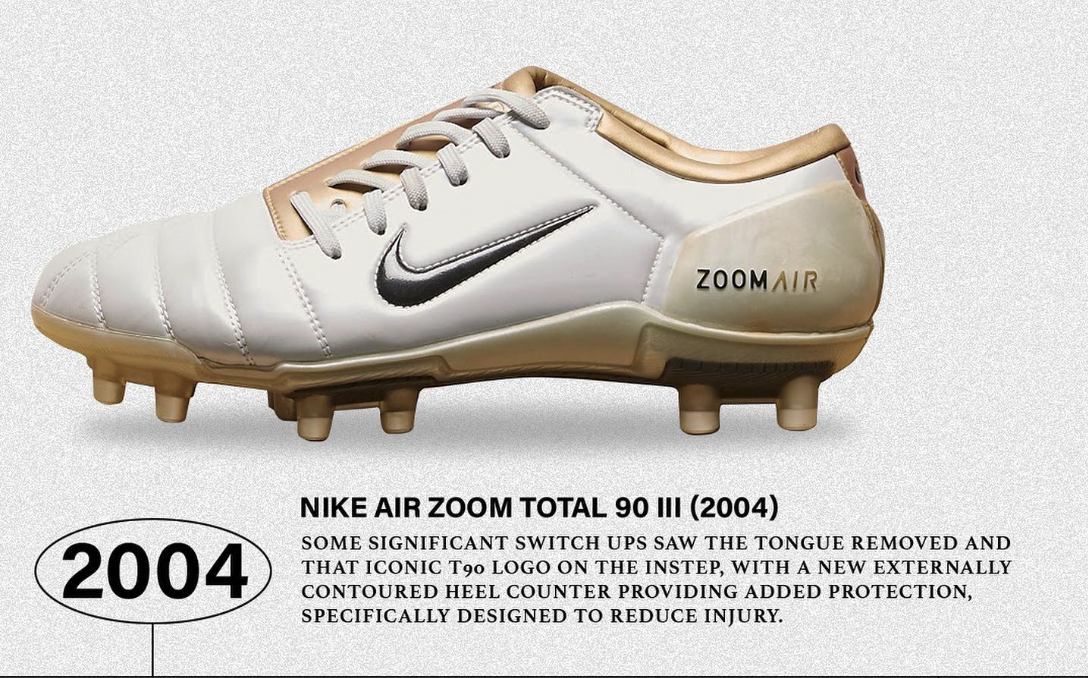 ZOOMAIR
NIKE AIR ZOOM TOTAL 90 III (2004)
2004
SOME SIGNIFICANT SWITCH UPS SAW THE TONGUE REMOVED AND
THAT ICONIC T90 LOGO ON THE INSTEP, WITH A NEW EXTERNALLY
CONTOURED HEEL COUNTER PROVIDING ADDED PROTECTION,
SPECIFICALLY DESIGNED TO REDUCE INJURY.